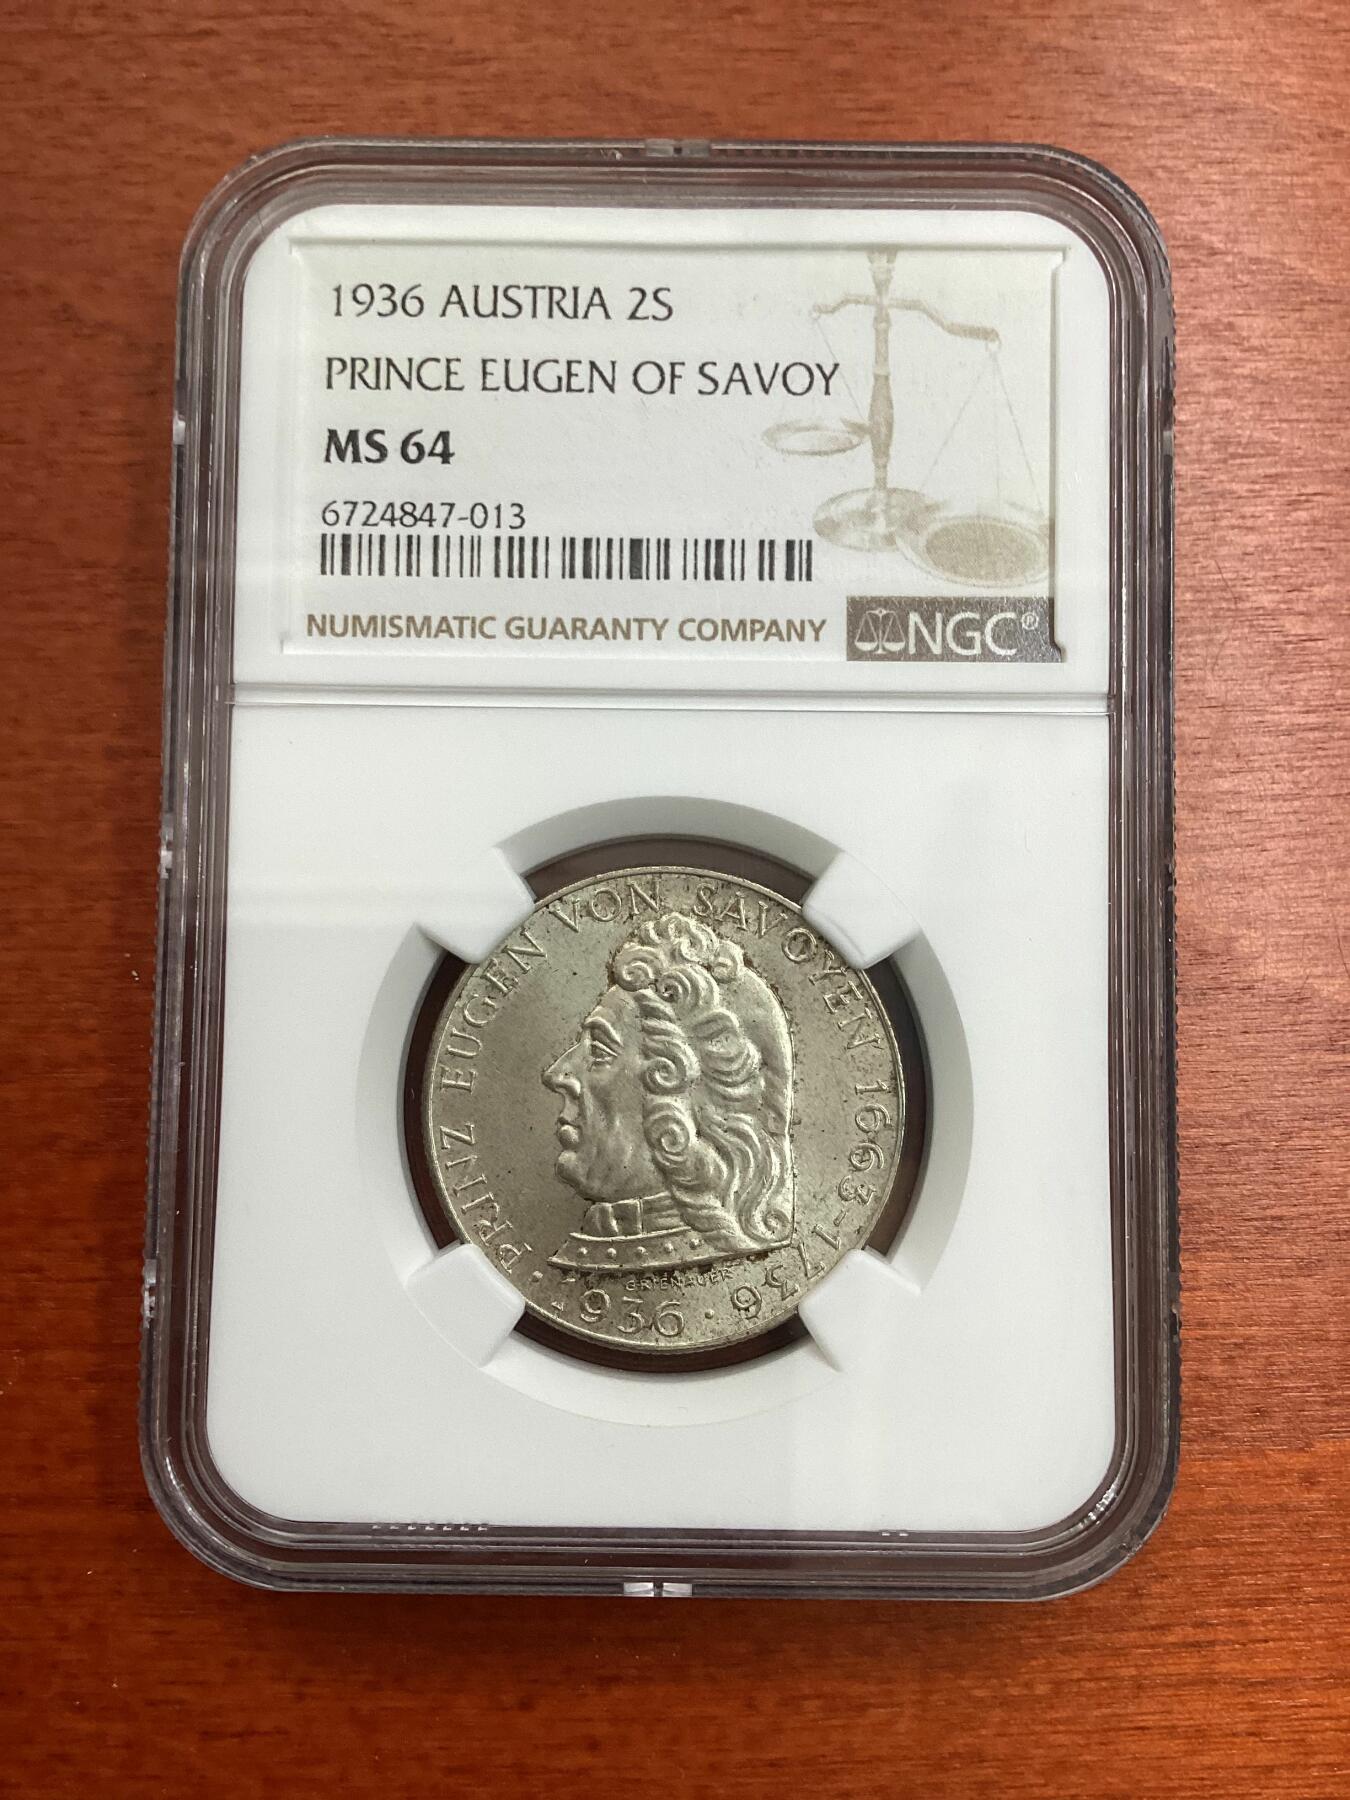 1936 AUSTRIA 2S
PRINCE EUGEN OF SAVOY
MS 64
6724847-013
NUMISMATIC GUARANTY COMPANY
NGC®
PRINZ EUGEN VON SAVOYEN 1663-1736
GRIENAUER
· 1936 ·